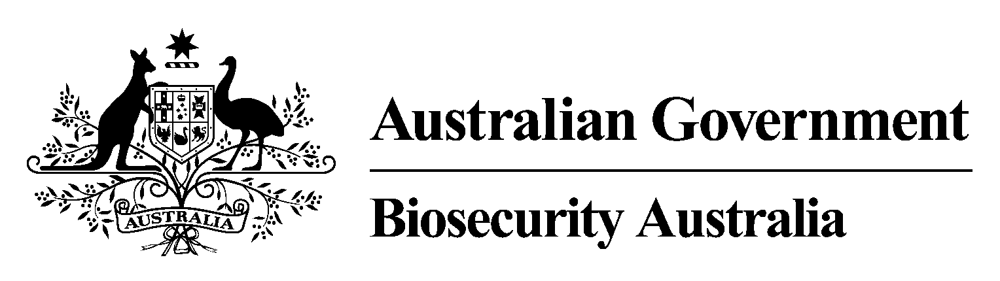 AUSTRALIA
Australian Government
Biosecurity Australia